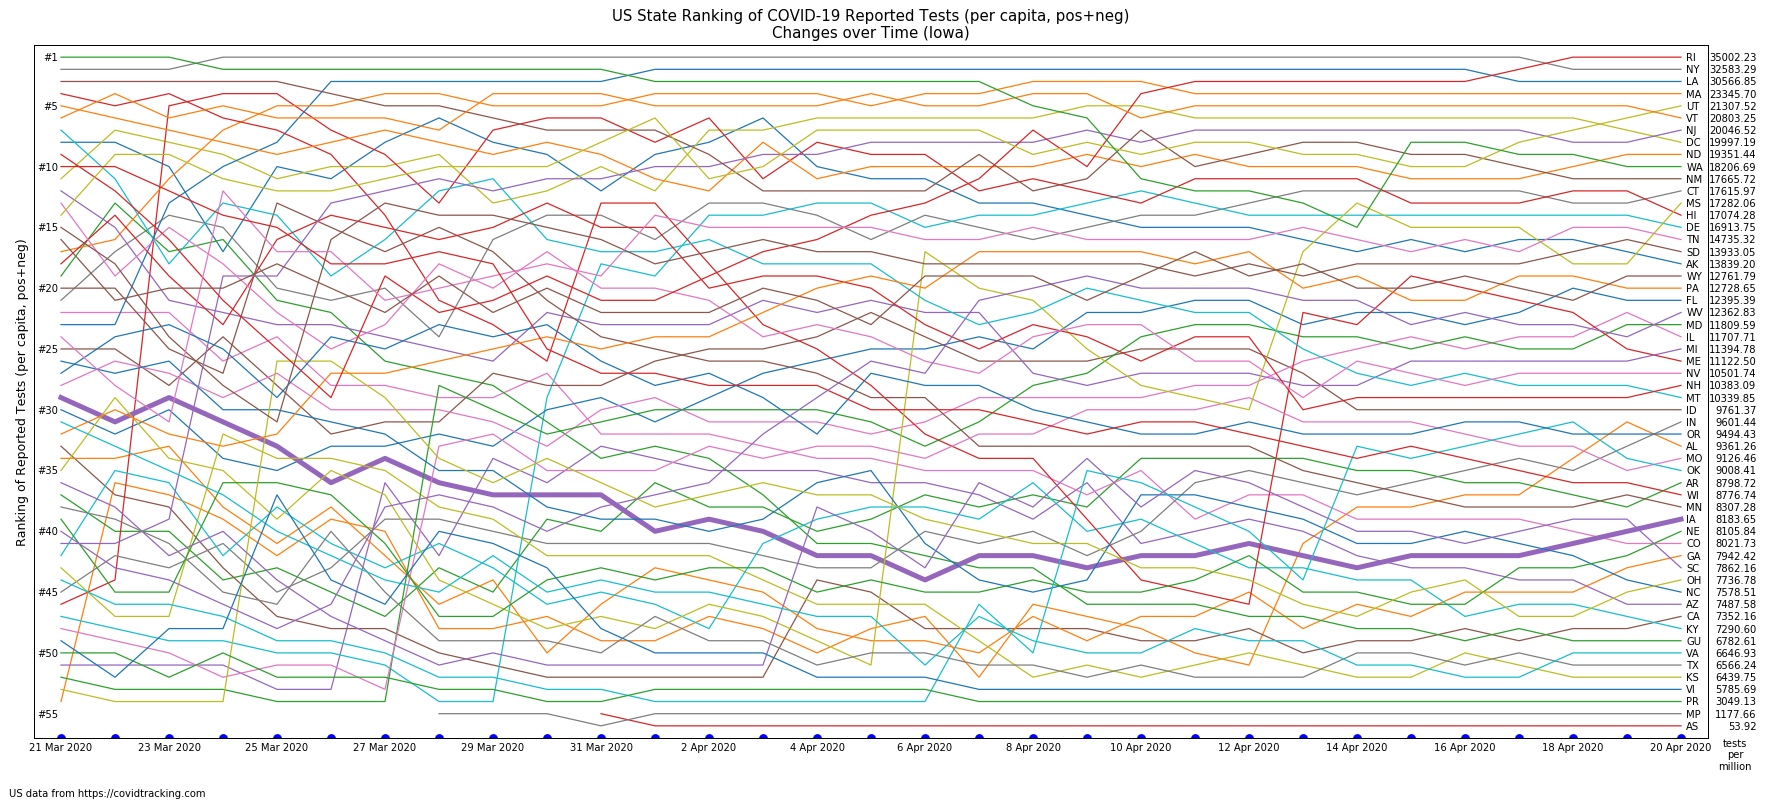 US State Ranking of COVID-19 Reported Tests (per capita, pos+neg)
Changes over Time (Iowa)
Ranking of Reported Tests (per capita, pos+neg)
#1
#5
#10
#15
#20
#25
#30
#35
#40
#45
#50
#55
RI 35002.23
NY 32583.29
LA 30566.85
MA 23345.70
UT 21307.52
VT 20803.25
NJ 20046.52
DC 19997.19
ND 19351.44
WA 18206.69
NM 17665.72
CT 17615.97
MS 17282.06
HI 17074.28
DE 16913.75
TN 14735.32
SD 13933.05
AK 13839.20
WY 12761.79
PA 12728.65
FL 12395.39
WV 12362.83
MD 11809.59
IL 11707.71
MI 11394.78
ME 11122.50
NV 10501.74
NH 10383.09
MT 10339.85
ID 9761.37
IN 9601.44
OR 9494.43
AL 9361.26
MO 9126.46
OK 9008.41
AR 8798.72
WI 8776.74
MN 8307.28
IA 8183.65
NE 8105.84
CO 8021.73
GA 7942.42
SC 7862.16
OH 7736.78
NC 7578.51
AZ 7487.58
CA 7352.16
KY 7290.60
GU 6782.61
VA 6646.93
TX 6566.24
KS 6439.75
VI 5785.69
PR 3049.13
MP 1177.66
AS 53.92
21 Mar 2020
23 Mar 2020
25 Mar 2020
27 Mar 2020
29 Mar 2020
31 Mar 2020
2 Apr 2020
4 Apr 2020
6 Apr 2020
8 Apr 2020
10 Apr 2020
12 Apr 2020
14 Apr 2020
16 Apr 2020
18 Apr 2020
20 Apr 2020
tests
per
million
US data from https://covidtracking.com